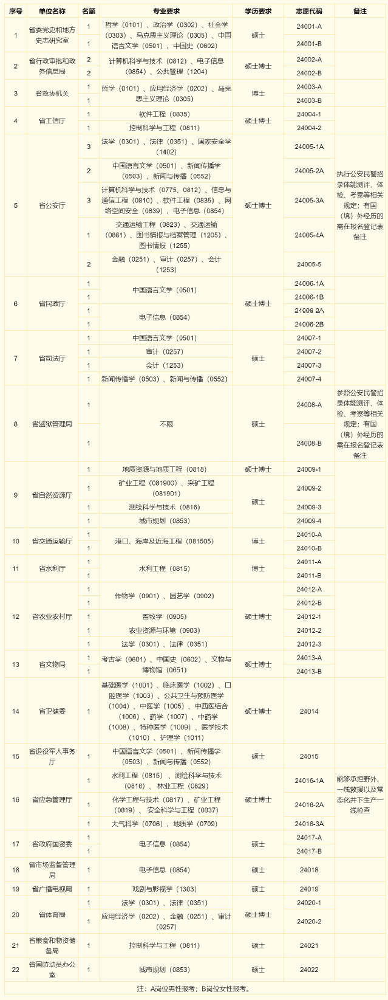 序号 单位名称 名额 专业要求 学历要求 志愿代码 备注
1 省委党史和地方
史志研究室
1
1
哲学（0101）、政治学（0302）、社会学
（0303）、马克思主义理论（0305）、中国
语言文学（0501）、中国史（0602）
硕士
24001-A
24001-B
2 省行政审批和政
务信息局
2
2
计算机科学与技术（0812）、电子信息
（0854）、公共管理（1204）
硕士博士
24002-A
24002-B
3 省政协机关
1
1
哲学（0101）、应用经济学（0202）、马克
思主义理论（0305）
博士
24003-A
24003-B
4 省工信厅
1 软件工程（0835） 24004-1
硕士博士
1 控制科学与工程（0811） 24004-2
5 省公安厅
3
法学（0301）、法律（0351）、国家安全学
（1402）
24005-1A
2
中国语言文学（0501）、新闻传播学
（0503）、新闻与传播（0552）
24005-2A
3
计算机科学与技术（0775、0812）、信息与
通信工程（0810）、软件工程（0835）、网
络空间安全（0839）、电子信息（0854）
硕士博士
24005-3A
1
交通运输工程（0823）、交通运输
（0861）、图书情报与档案管理（1205）、
图书情报（1255）
24005-4A
2
金融（0251）、审计（0257）、会计
（1253）
24005-5
执行公安民警招
录体能测评、体
检、考察等相关
规定；有国
（境）外经历的
需在报名登记表
备注
6 省民政厅
1
1
中国语言文学（0501）
24006-1A
24006-1B
硕士博士
1
1
电子信息（0854）
24006-2A
24006-2B
7 省司法厅
1 中国语言文学（0501） 24007-1
1 审计（0257） 24007-2
硕士
1 会计（1253） 24007-3
1 新闻传播学（0503）、新闻与传播（0552） 24007-4
8 省监狱管理局
1
1
不限
硕士
24008-A
24008-B
参照公安民警招
录体能测评、体
检、考察等相关
规定；有国
（境）外经历的
需在报名登记表
备注
9 省自然资源厅
1 地质资源与地质工程（0818） 硕士博士 24009-1
1
矿业工程（081900）、采矿工程
（081901）
24009-2
硕士
1 测绘科学与技术（0816） 24009-3
1 城市规划（0853） 24009-4
10 省交通运输厅
1
1
港口、海岸及近海工程（081505） 博士
24010-A
24010-B
11 省水利厅
1
1
水利工程（0815） 博士
24011-A
24011-B
12 省农业农村厅
1
1
作物学（0901）、园艺学（0902）
24012-A
24012-B
1 畜牧学（0905） 硕士博士 24012-1
1 农业资源与环境（0903） 24012-2
1 法学（0301）、法律（0351） 24012-3
13 省文物局
1
1
考古学（0601）、中国史（0602）、文物与
博物馆（0651）
硕士博士
24013-A
24013-B
14 省卫健委 1
基础医学（1001）、临床医学（1002）、口
腔医学（1003）、公共卫生与预防医学
（1004）、中医学（1005）、中西医结合
（1006）、药学（1007）、中药学
（1008）、特种医学（1009）、医学技术
（1010）、护理学（1011）
硕士博士 24014
15 省退役军人事务
厅
1
中国语言文学（0501）、新闻传播学
（0503）、新闻与传播（0552）
硕士 24015
16 省应急管理厅
1
水利工程（0815）、测绘科学与技术
（0816）、林业工程（0829）
24016-1A
1
化学工程与技术（0817）、矿业工程
（0819）、安全科学与工程（0837）
硕士博士
24016-2A
1 大气科学（0706）、地质学（0709） 24016-3A
能够承担野外、
一线救援以及常
态化井下生产一
线检查
17 省政府国资委
1
1
电子信息（0854） 硕士
24017-A
24017-B
18 省市场监督管理
局
1 电子信息（0854） 硕士 24018
19 省广播电视局 1 戏剧与影视学（1303） 硕士 24019
20 省体育局
1 法学（0301）、法律（0351） 24020-1
硕士博士
1
应用经济学（0202）、金融（0251）、审计
（0257）
24020-2
21 省粮食和物资储
备局
1 控制科学与工程（0811） 硕士 24021
22 省国防动员办公
室
1 城市规划（0853） 硕士 24022
注：A岗位男性报考；B岗位女性报考。